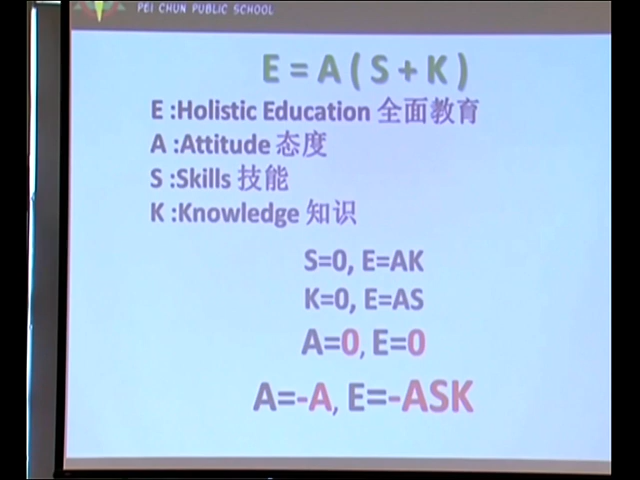 PEI CHUN PUBLIC SCHOOL
E = A ( S + K )
E :Holistic Education 全面教育
A :Attitude 态度
S :Skills 技能
K :Knowledge 知识
S=0, E=AK
K=0, E=AS
A=0, E=0
A=-A, E=-ASK